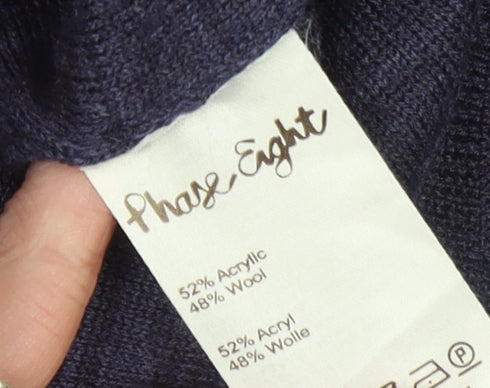 Phase Eight
52% Acrylic
48% Wool
52% Acryl
48% Wolle
P